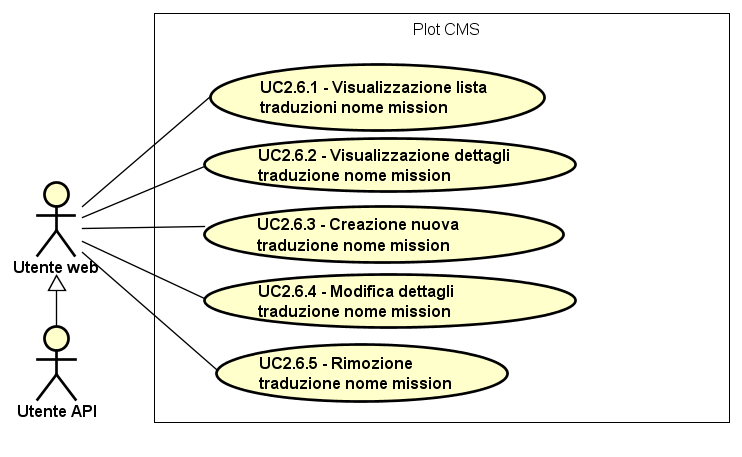 Plot CMS
UC2.6.1 - Visualizzazione lista
traduzioni nome mission
UC2.6.2 - Visualizzazione dettagli
traduzione nome mission
UC2.6.3 - Creazione nuova
traduzione nome mission
Utente web
UC2.6.4 - Modifica dettagli
traduzione nome mission
UC2.6.5 - Rimozione
traduzione nome mission
Utente API